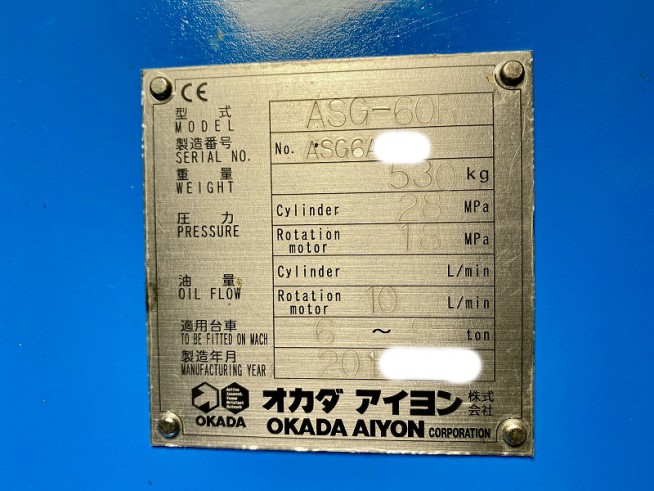 CE
型式 ASG-60
MODEL
製造番号 No. ASG6A
SERIAL NO.
重量 530 kg
WEIGHT
圧力 Cylinder 28 MPa
PRESSURE Rotation motor 18 MPa
油量 Cylinder L/min
OIL FLOW Rotation motor 10 L/min
適用台車 6 ～ ton
TO BE FITTED ON MACH
製造年月 201
MANUFACTURING YEAR
OKADA
オカダ アイヨン 株式会社
OKADA AIYON CORPORATION